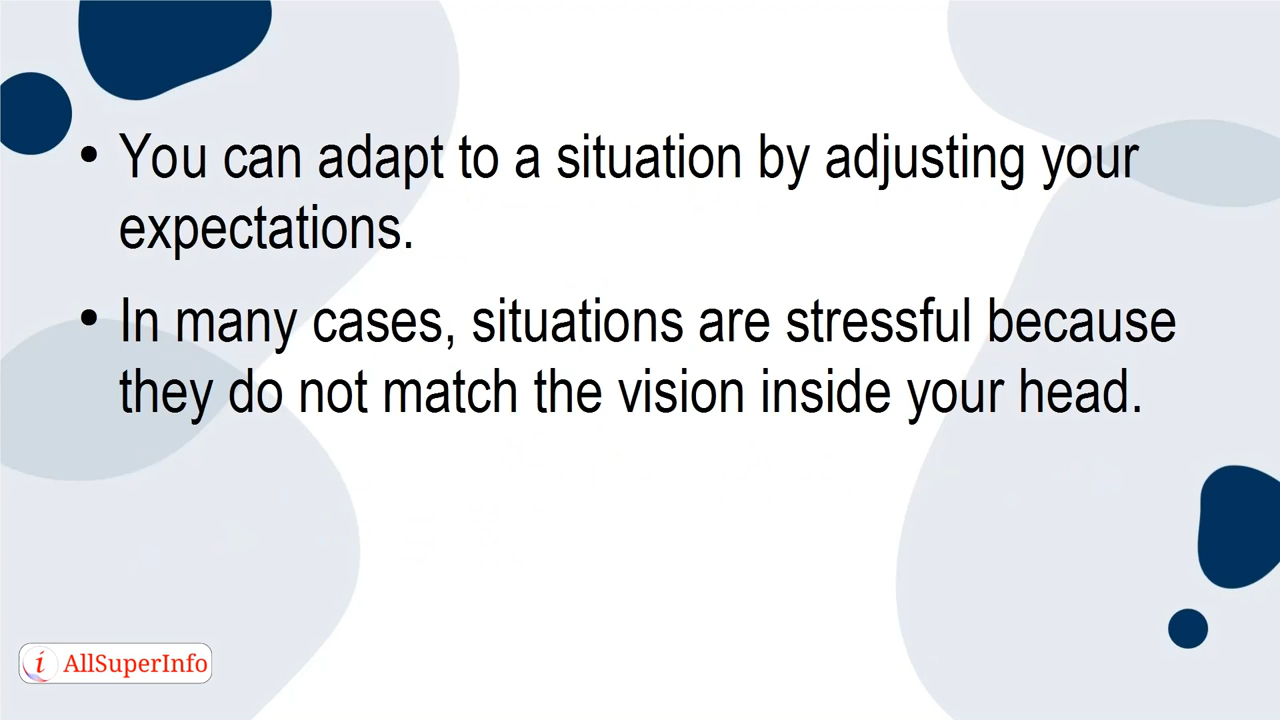 • You can adapt to a situation by adjusting your
expectations.
• In many cases, situations are stressful because
they do not match the vision inside your head.
i AllSuperInfo